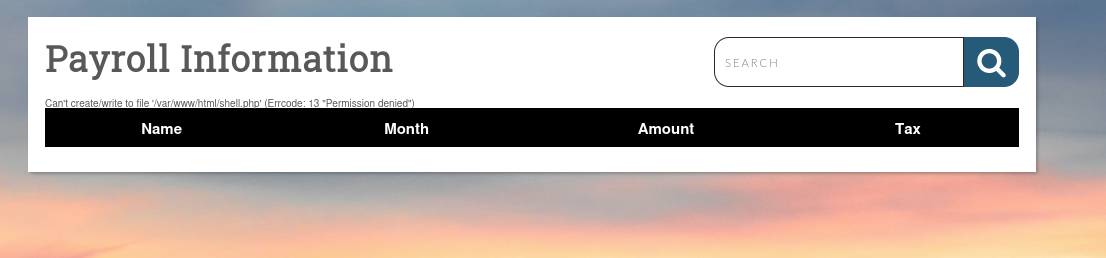 Payroll Information
SEARCH
Can't create/write to file '/var/www/html/shell.php' (Errcode: 13 "Permission denied")
Name Month Amount Tax